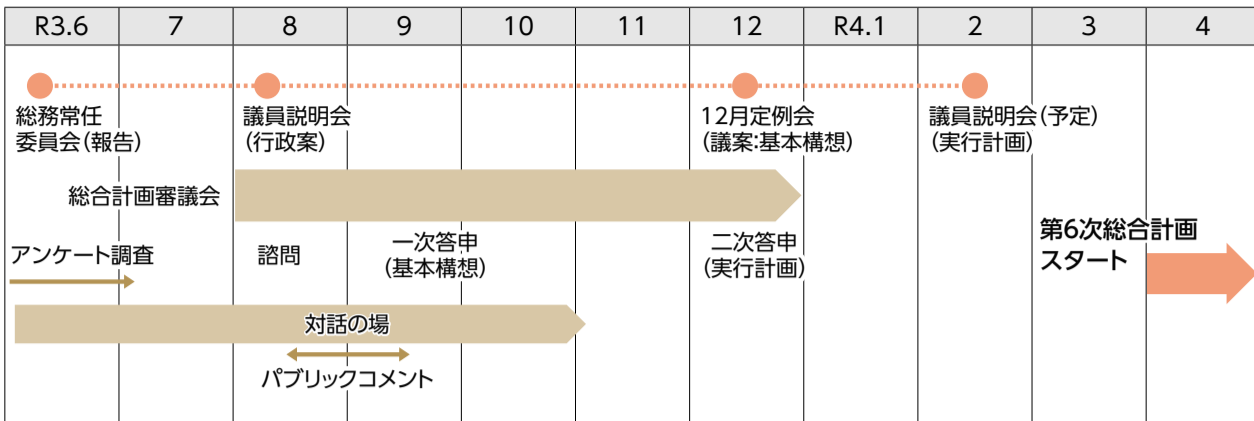 R3.6 7 8 9 10 11 12 R4.1 2 3 4
総務常任
委員会(報告)
議員説明会
(行政案)
12月定例会
(議案:基本構想)
議員説明会(予定)
(実行計画)
総合計画審議会
アンケート調査
諮問
一次答申
(基本構想)
二次答申
(実行計画)
第6次総合計画
スタート
対話の場
パブリックコメント